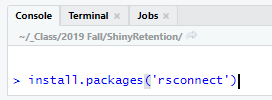 Console Terminal × Jobs ×
~/_Class/2019 Fall/ShinyRetention/
> install.packages('rsconnect')